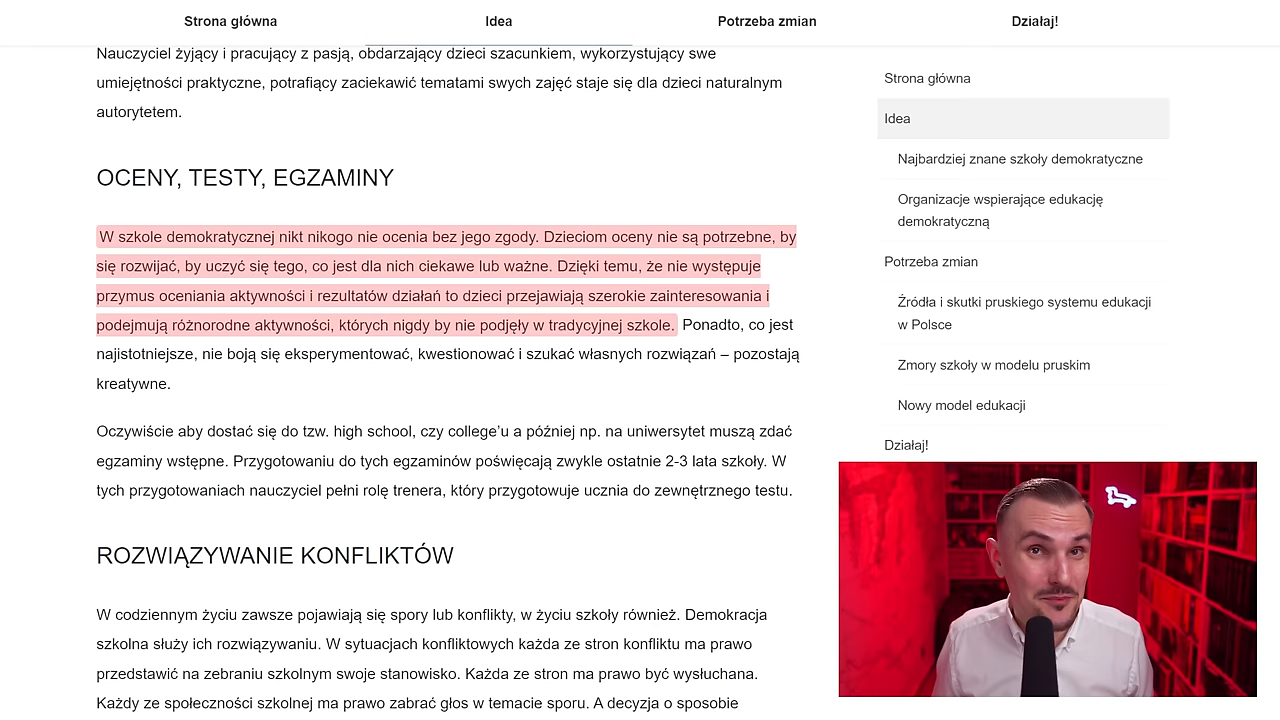 Strona główna
Idea
Potrzeba zmian
Działaj!
Nauczyciel żyjący i pracujący z pasją, obdarzający dzieci szacunkiem, wykorzystujący swe
umiejętności praktyczne, potrafiący zaciekawić tematami swych zajęć staje się dla dzieci naturalnym
autorytetem.
OCENY, TESTY, EGZAMINY
W szkole demokratycznej nikt nikogo nie ocenia bez jego zgody. Dzieciom oceny nie są potrzebne, by
się rozwijać, by uczyć się tego, co jest dla nich ciekawe lub ważne. Dzięki temu, że nie występuje
przymus oceniania aktywności i rezultatów działań to dzieci przejawiają szerokie zainteresowania i
podejmują różnorodne aktywności, których nigdy by nie podjęły w tradycyjnej szkole. Ponadto, co jest
najistotniejsze, nie boją się eksperymentować, kwestionować i szukać własnych rozwiązań – pozostają
kreatywne.
Oczywiście aby dostać się do tzw. high school, czy college’u a później np. na uniwersytet muszą zdać
egzaminy wstępne. Przygotowaniu do tych egzaminów poświęcają zwykle ostatnie 2-3 lata szkoły. W
tych przygotowaniach nauczyciel pełni rolę trenera, który przygotowuje ucznia do zewnętrznego testu.
ROZWIĄZYWANIE KONFLIKTÓW
W codziennym życiu zawsze pojawiają się spory lub konflikty, w życiu szkoły również. Demokracja
szkolna służy ich rozwiązywaniu. W sytuacjach konfliktowych każda ze stron konfliktu ma prawo
przedstawić na zebraniu szkolnym swoje stanowisko. Każda ze stron ma prawo być wysłuchana.
Każdy ze społeczności szkolnej ma prawo zabrać głos w temacie sporu. A decyzja o sposobie
Strona główna
Idea
Najbardziej znane szkoły demokratyczne
Organizacje wspierające edukację
demokratyczną
Potrzeba zmian
Źródła i skutki pruskiego systemu edukacji
w Polsce
Zmory szkoły w modelu pruskim
Nowy model edukacji
Działaj!